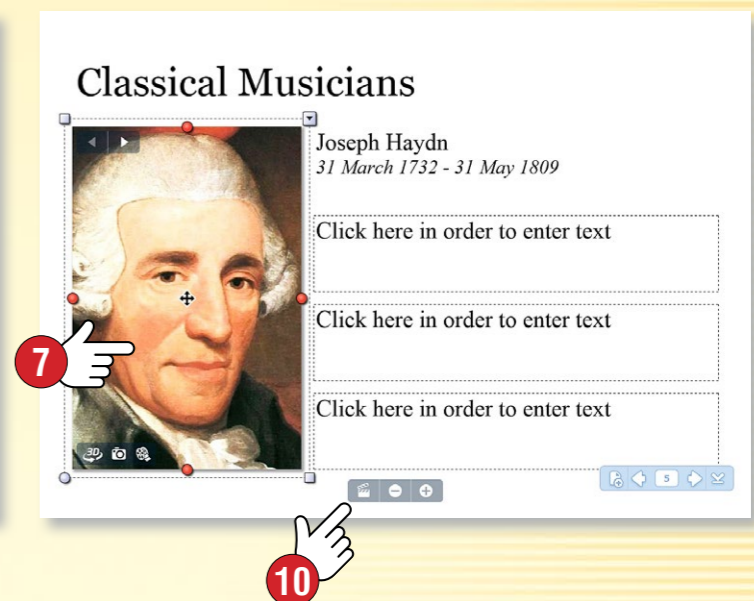 Classical Musicians
Joseph Haydn
31 March 1732 - 31 May 1809
Click here in order to enter text
Click here in order to enter text
7
Click here in order to enter text
3D
5
10